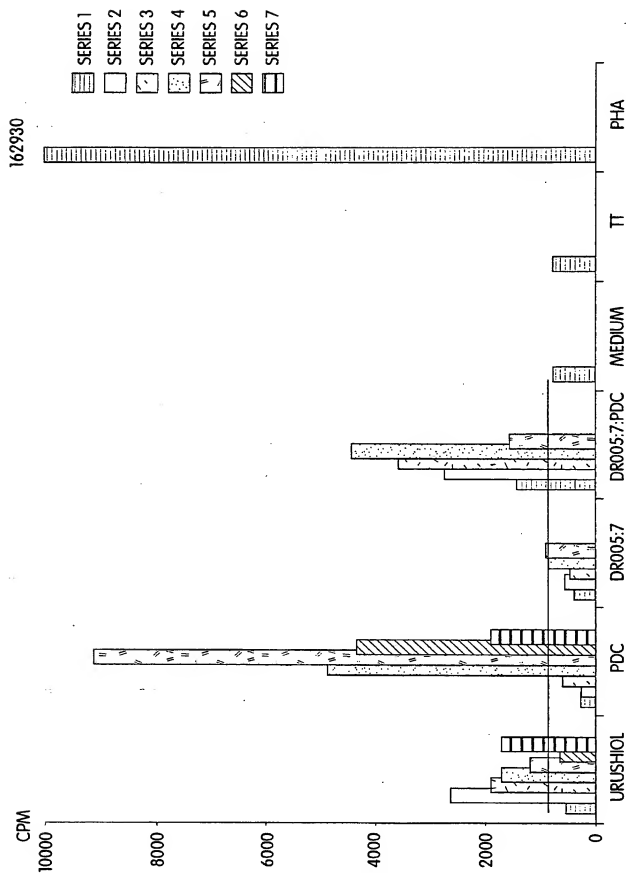 CPM
162930
10000
8000
6000
4000
2000
0
URUSHIOL
PDC
DR005:7
DR005:7:PDC
MEDIUM
TT
PHA
SERIES 1
SERIES 2
SERIES 3
SERIES 4
SERIES 5
SERIES 6
SERIES 7